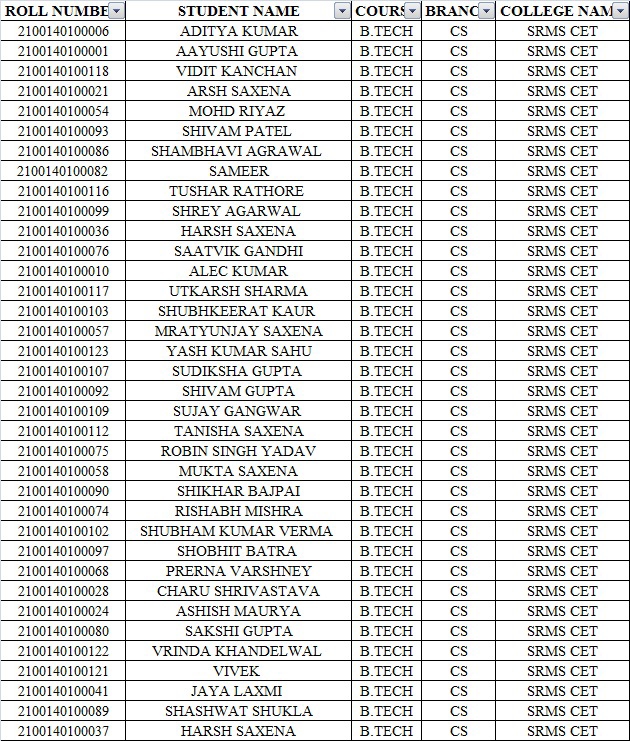 ROLL NUMBE STUDENT NAME COURS BRANC COLLEGE NAM
2100140100006 ADITYA KUMAR B.TECH CS SRMS CET
2100140100001 AAYUSHI GUPTA B.TECH CS SRMS CET
2100140100118 VIDIT KANCHAN B.TECH CS SRMS CET
2100140100021 ARSH SAXENA B.TECH CS SRMS CET
2100140100054 MOHD RIYAZ B.TECH CS SRMS CET
2100140100093 SHIVAM PATEL B.TECH CS SRMS CET
2100140100086 SHAMBHAVI AGRAWAL B.TECH CS SRMS CET
2100140100082 SAMEER B.TECH CS SRMS CET
2100140100116 TUSHAR RATHORE B.TECH CS SRMS CET
2100140100099 SHREY AGARWAL B.TECH CS SRMS CET
2100140100036 HARSH SAXENA B.TECH CS SRMS CET
2100140100076 SAATVIK GANDHI B.TECH CS SRMS CET
2100140100010 ALEC KUMAR B.TECH CS SRMS CET
2100140100117 UTKARSH SHARMA B.TECH CS SRMS CET
2100140100103 SHUBHKEERAT KAUR B.TECH CS SRMS CET
2100140100057 MRATYUNJAY SAXENA B.TECH CS SRMS CET
2100140100123 YASH KUMAR SAHU B.TECH CS SRMS CET
2100140100107 SUDIKSHA GUPTA B.TECH CS SRMS CET
2100140100092 SHIVAM GUPTA B.TECH CS SRMS CET
2100140100109 SUJAY GANGWAR B.TECH CS SRMS CET
2100140100112 TANISHA SAXENA B.TECH CS SRMS CET
2100140100075 ROBIN SINGH YADAV B.TECH CS SRMS CET
2100140100058 MUKTA SAXENA B.TECH CS SRMS CET
2100140100090 SHIKHAR BAJPAI B.TECH CS SRMS CET
2100140100074 RISHABH MISHRA B.TECH CS SRMS CET
2100140100102 SHUBHAM KUMAR VERMA B.TECH CS SRMS CET
2100140100097 SHOBHIT BATRA B.TECH CS SRMS CET
2100140100068 PRERNA VARSHNEY B.TECH CS SRMS CET
2100140100028 CHARU SHRIVASTAVA B.TECH CS SRMS CET
2100140100024 ASHISH MAURYA B.TECH CS SRMS CET
2100140100080 SAKSHI GUPTA B.TECH CS SRMS CET
2100140100122 VRINDA KHANDELWAL B.TECH CS SRMS CET
2100140100121 VIVEK B.TECH CS SRMS CET
2100140100041 JAYA LAXMI B.TECH CS SRMS CET
2100140100089 SHASHWAT SHUKLA B.TECH CS SRMS CET
2100140100037 HARSH SAXENA B.TECH CS SRMS CET